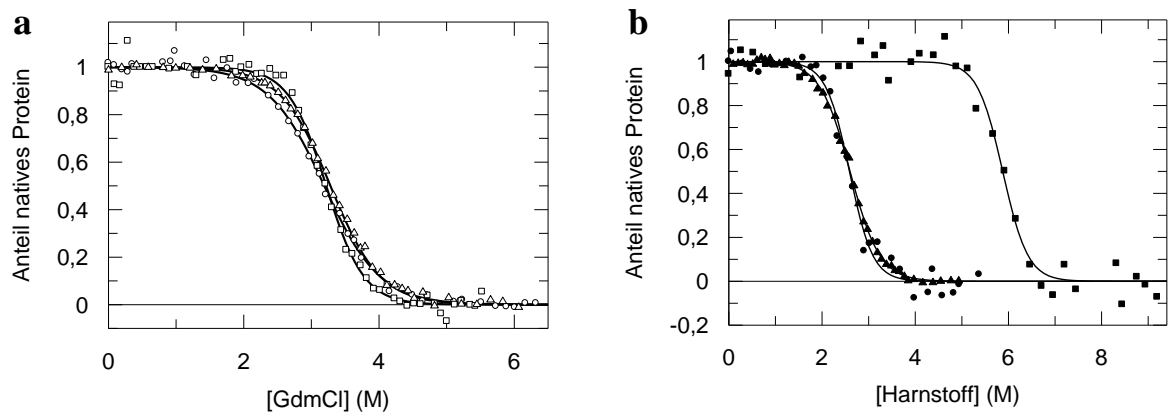 a
Anteil natives Protein
1
0,8
0,6
0,4
0,2
0
0 2 4 6
[GdmCl] (M)
b
Anteil natives Protein
1
0,8
0,6
0,4
0,2
0
-0,2
0 2 4 6 8
[Harnstoff] (M)